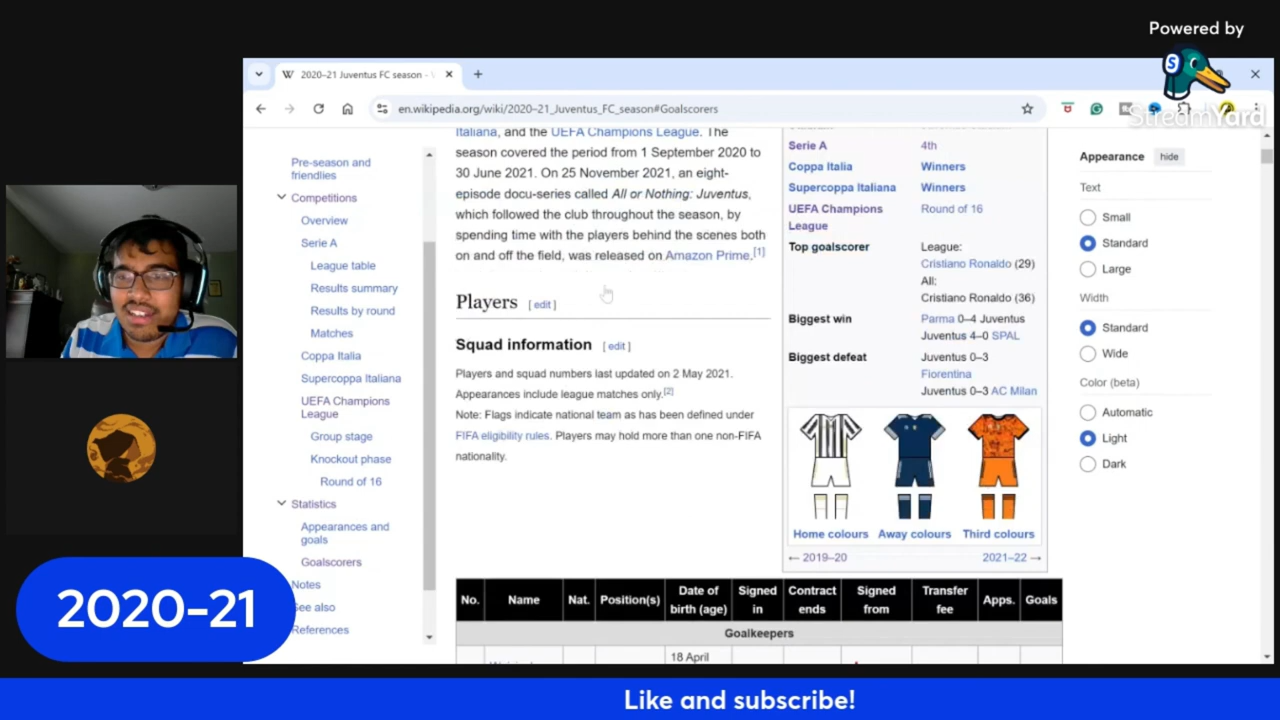 Powered by
StreamYard
2020–21 Juventus FC season -
en.wikipedia.org/wiki/2020–21_Juventus_FC_season#Goalscorers
Pre-season and
friendlies
Competitions
Overview
Serie A
League table
Results summary
Results by round
Matches
Coppa Italia
Supercoppa Italiana
UEFA Champions
League
Group stage
Knockout phase
Round of 16
Statistics
Appearances and
goals
Goalscorers
Notes
See also
References
Italiana, and the UEFA Champions League. The
season covered the period from 1 September 2020 to
30 June 2021. On 25 November 2021, an eight-
episode docu-series called All or Nothing: Juventus,
which followed the club throughout the season, by
spending time with the players behind the scenes both
on and off the field, was released on Amazon Prime.[1]
Players [ edit ]
Squad information [ edit ]
Players and squad numbers last updated on 2 May 2021.
Appearances include league matches only.[2]
Note: Flags indicate national team as has been defined under
FIFA eligibility rules. Players may hold more than one non-FIFA
nationality.
Serie A 4th
Coppa Italia Winners
Supercoppa Italiana Winners
UEFA Champions League Round of 16
Top goalscorer League:
Cristiano Ronaldo (29)
All:
Cristiano Ronaldo (36)
Biggest win Parma 0–4 Juventus
Juventus 4–0 SPAL
Biggest defeat Juventus 0–3
Fiorentina
Juventus 0–3 AC Milan
Home colours Away colours Third colours
← 2019–20 2021–22 →
No. Name Nat. Position(s) Date of birth (age) Signed in Contract ends Signed from Transfer fee Apps. Goals
Goalkeepers
18 April
Appearance hide
Text
Small
Standard
Large
Width
Standard
Wide
Color (beta)
Automatic
Light
Dark
2020-21
Like and subscribe!